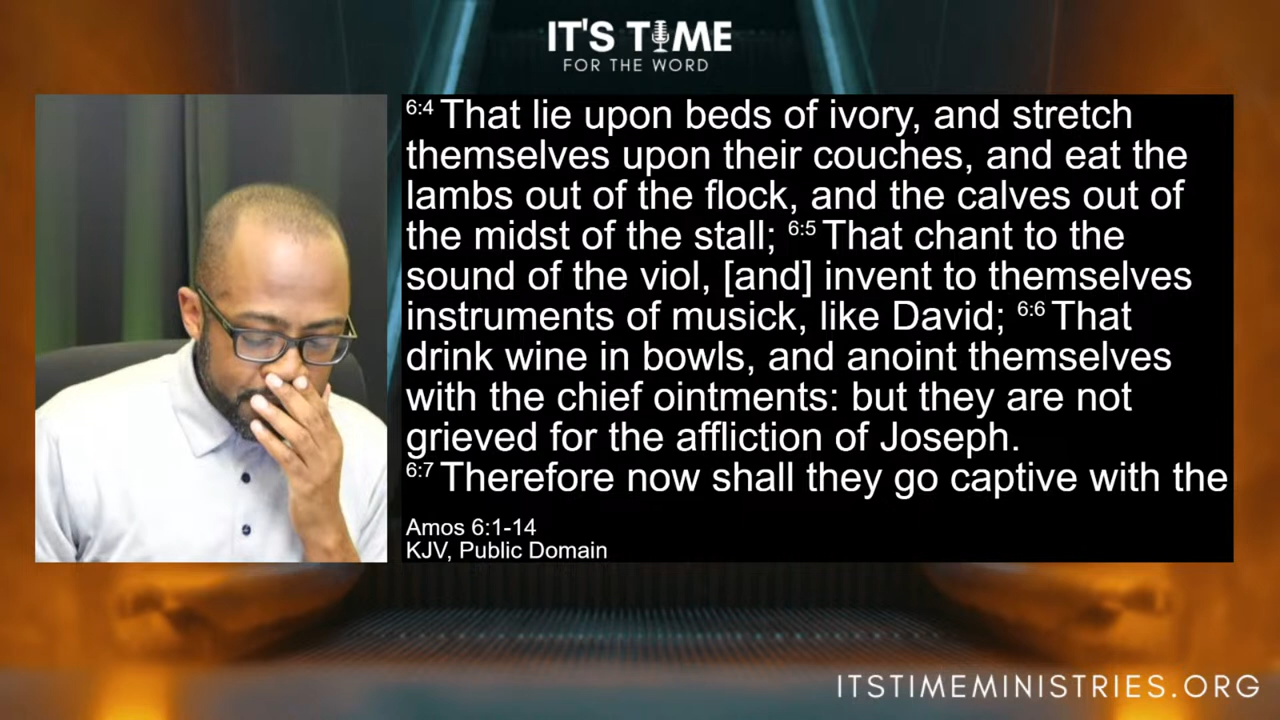 IT'S TIME
FOR THE WORD
6:4 That lie upon beds of ivory, and stretch
themselves upon their couches, and eat the
lambs out of the flock, and the calves out of
the midst of the stall; 6:5 That chant to the
sound of the viol, [and] invent to themselves
instruments of musick, like David; 6:6 That
drink wine in bowls, and anoint themselves
with the chief ointments: but they are not
grieved for the affliction of Joseph.
6:7 Therefore now shall they go captive with the
Amos 6:1-14
KJV, Public Domain
ITSTIMEMINISTRIES.ORG